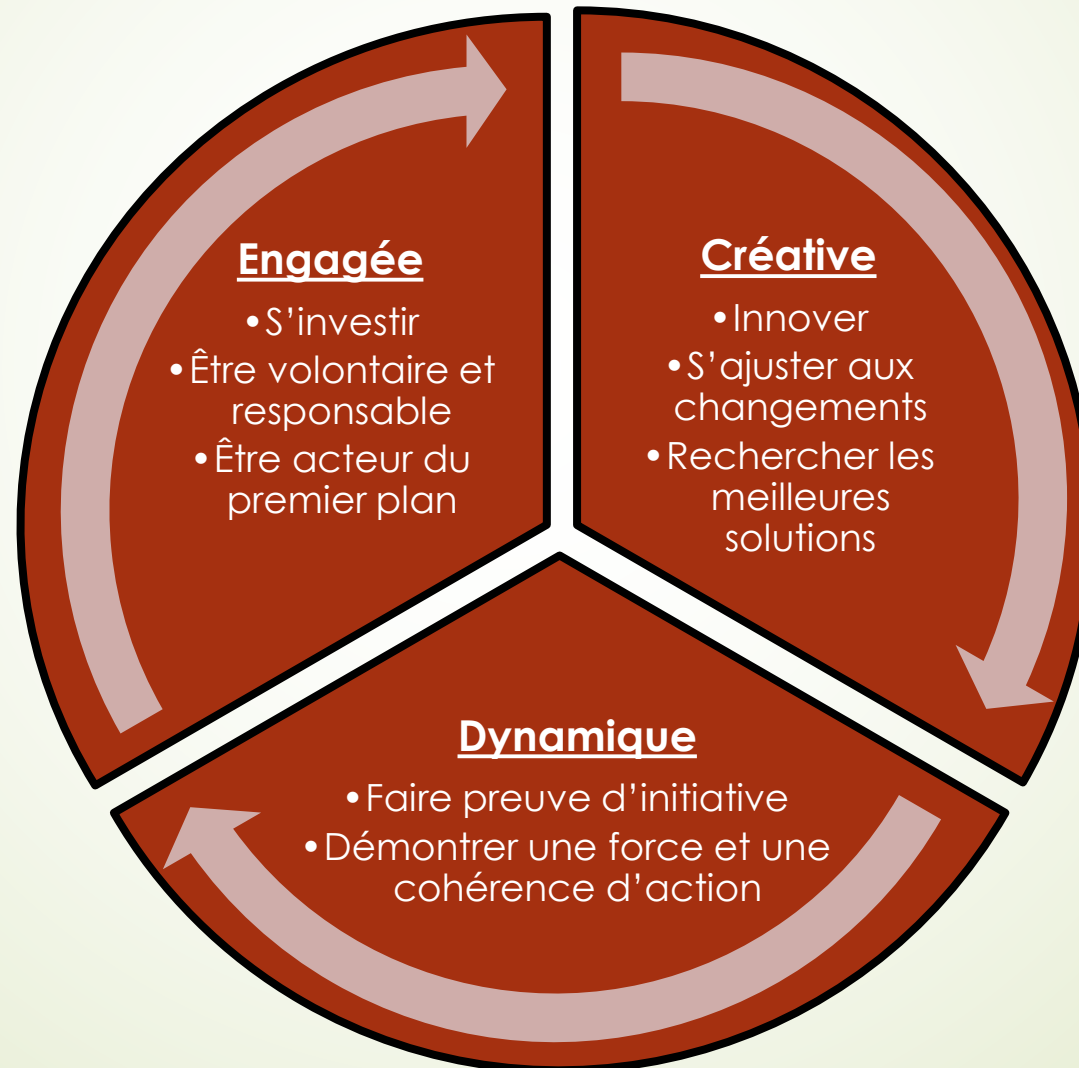 Engagée
•S’investir
•Être volontaire et
responsable
•Être acteur du
premier plan
Créative
•Innover
•S’ajuster aux
changements
•Rechercher les
meilleures
solutions
Dynamique
•Faire preuve d’initiative
•Démontrer une force et une
cohérence d’action